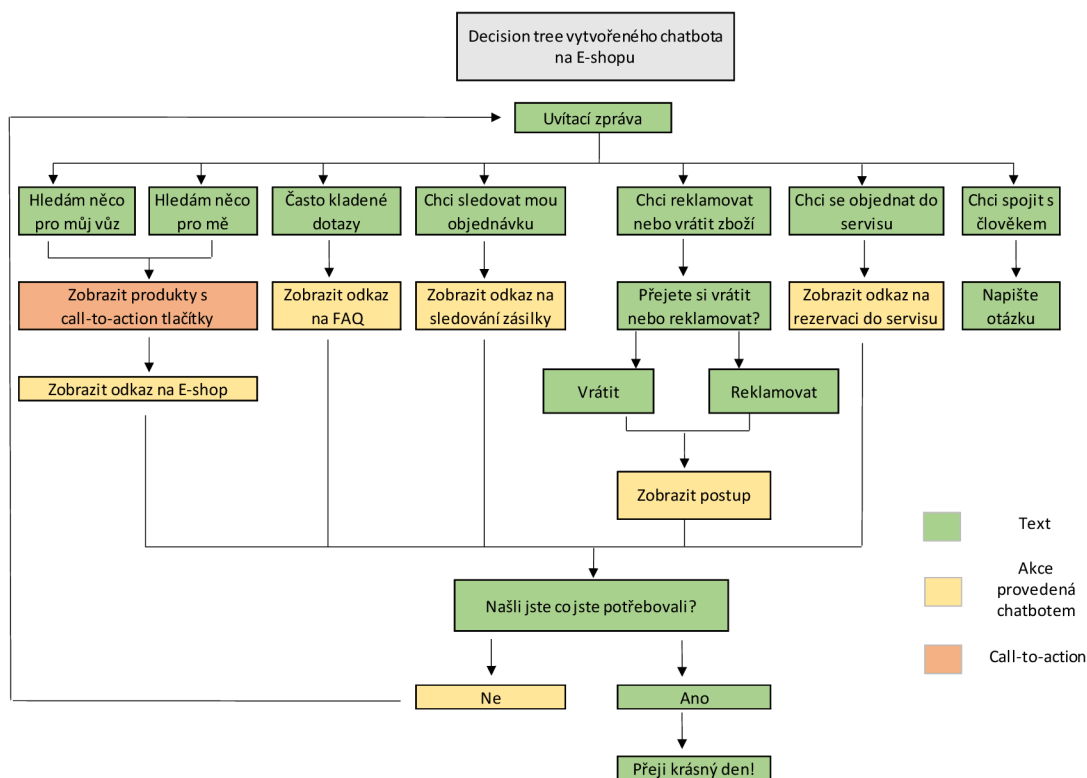 Decision tree vytvořeného chatbota
na E-shopu
Uvítací zpráva
Hledám něco
pro můj vůz
Hledám něco
pro mě
Často kladené
dotazy
Chci sledovat mou
objednávku
Chci reklamovat
nebo vrátit zboží
Chci se objednat do
servisu
Chci spojit s
člověkem
Zobrazit produkty s
call-to-action tlačítky
Zobrazit odkaz
na FAQ
Zobrazit odkaz na
sledování zásilky
Přejete si vrátit
nebo reklamovat?
Zobrazit odkaz na
rezervaci do servisu
Napište
otázku
Zobrazit odkaz na E-shop
Vrátit
Reklamovat
Zobrazit postup
Text
Akce
provedená
chatbotem
Call-to-action
Našli jste co jste potřebovali?
Ne
Ano
Přeji krásný den!